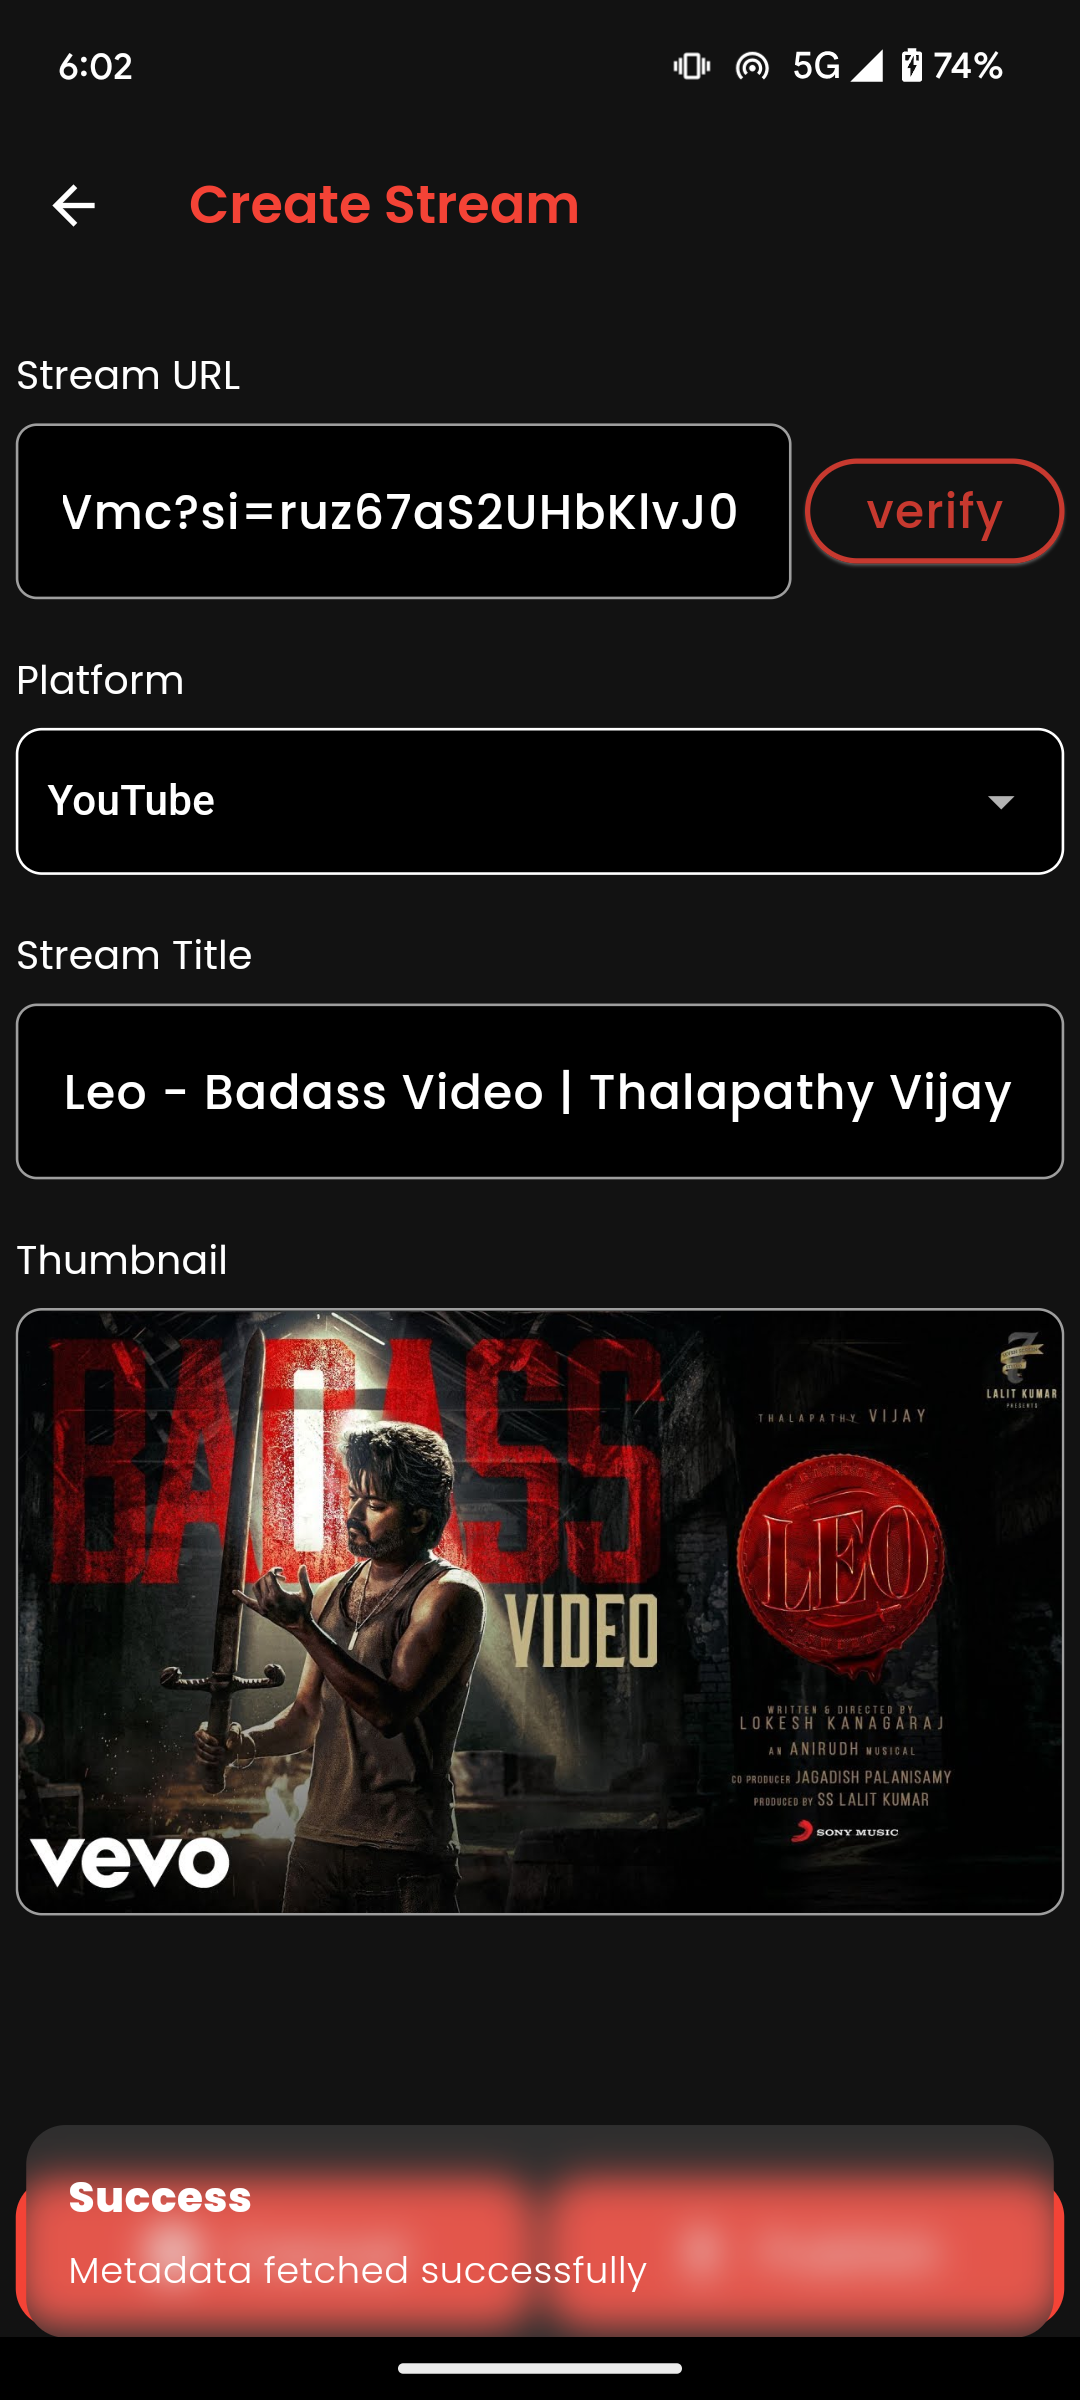 6:02 5G 74%
Create Stream
Stream URL
Vmc?si=ruz67aS2UHbKlvJ0 verify
Platform
YouTube
Stream Title
Leo - Badass Video | Thalapathy Vijay
Thumbnail
BADASS
VIDEO
vevo
7
LALIT KUMAR
PRESENTS
THALAPATHY VIJAY
LEO
WRITTEN & DIRECTED BY
LOKESH KANAGARAJ
AN ANIRUDH MUSICAL
CO PRODUCER JAGADISH PALANISAMY
PRODUCED BY SS LALIT KUMAR
SONY MUSIC
Success
Metadata fetched successfully